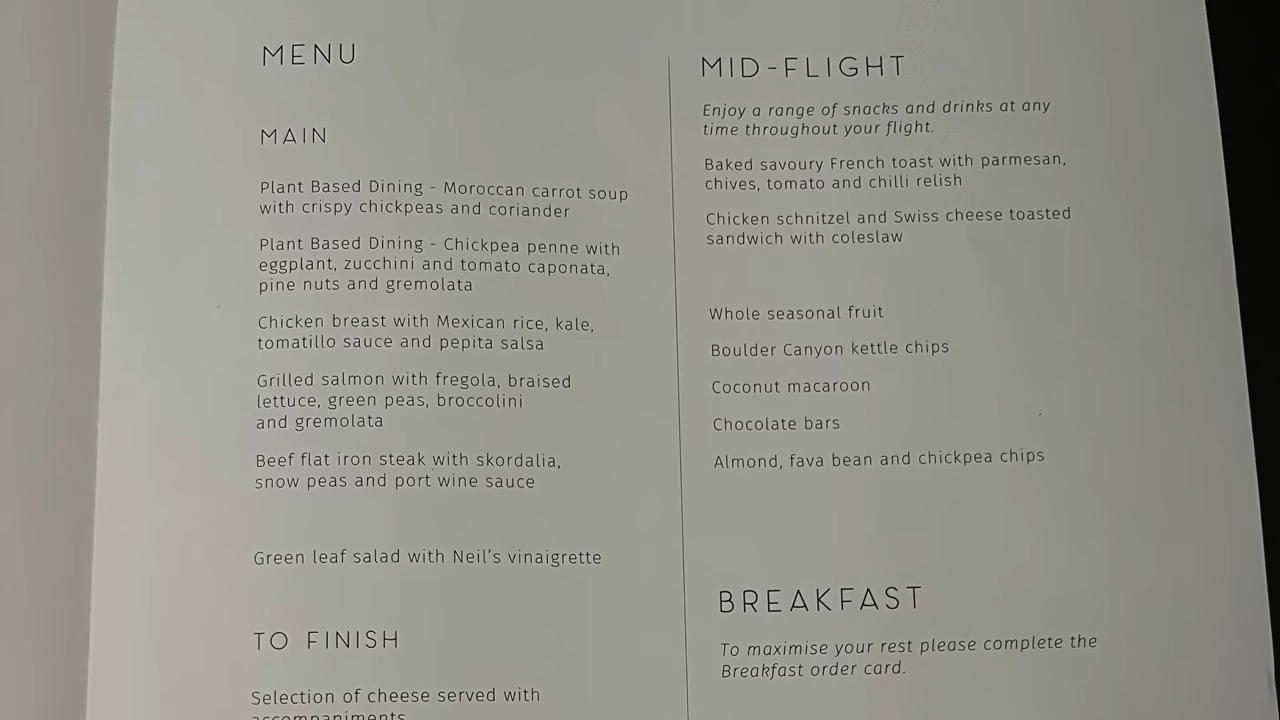 MENU
MAIN
Plant Based Dining - Moroccan carrot soup
with crispy chickpeas and coriander
Plant Based Dining - Chickpea penne with
eggplant, zucchini and tomato caponata,
pine nuts and gremolata
Chicken breast with Mexican rice, kale,
tomatillo sauce and pepita salsa
Grilled salmon with fregola, braised
lettuce, green peas, broccolini
and gremolata
Beef flat iron steak with skordalia,
snow peas and port wine sauce
Green leaf salad with Neil's vinaigrette
TO FINISH
Selection of cheese served with
accompaniments
MID-FLIGHT
Enjoy a range of snacks and drinks at any
time throughout your flight.
Baked savoury French toast with parmesan,
chives, tomato and chilli relish
Chicken schnitzel and Swiss cheese toasted
sandwich with coleslaw
Whole seasonal fruit
Boulder Canyon kettle chips
Coconut macaroon
Chocolate bars
Almond, fava bean and chickpea chips
BREAKFAST
To maximise your rest please complete the
Breakfast order card.